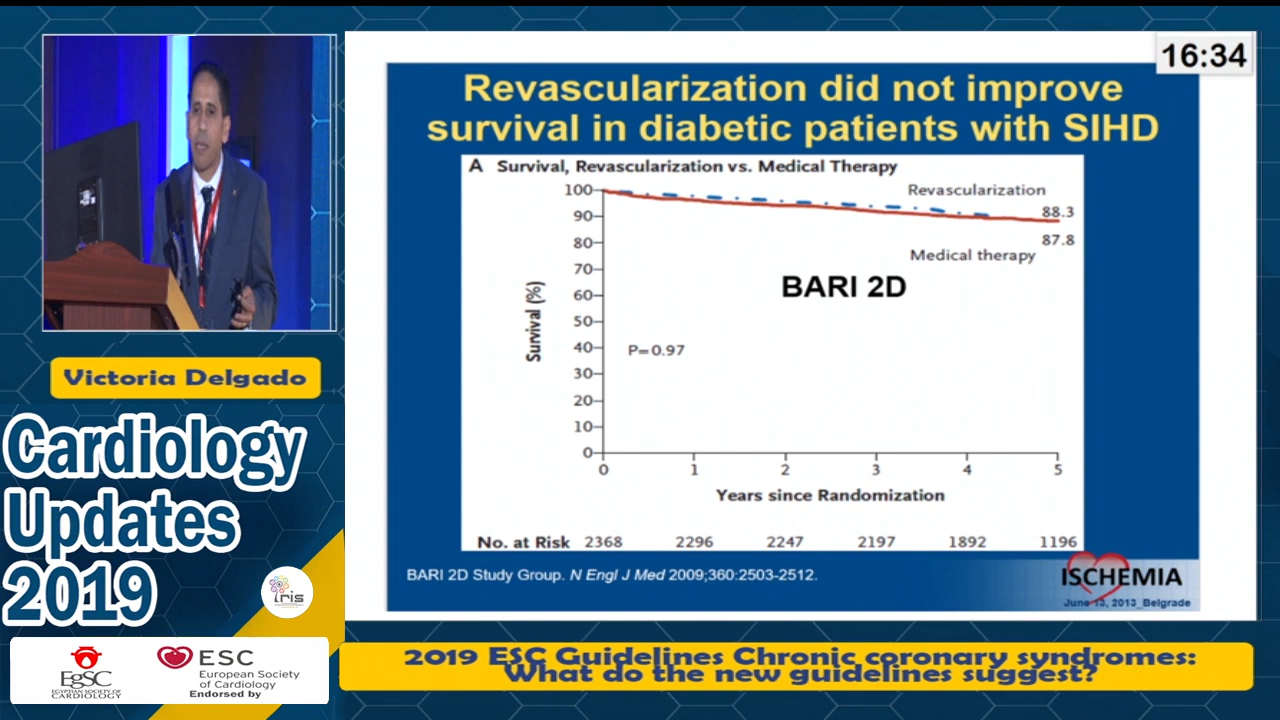 16:34
Revascularization did not improve
survival in diabetic patients with SIHD
A Survival, Revascularization vs. Medical Therapy
100
90
80
70
60
50
40
30
20
10
0
Survival (%)
Revascularization
88.3
87.8
Medical therapy
BARI 2D
P=0.97
0 1 2 3 4 5
Years since Randomization
No. at Risk 2368 2296 2247 2197 1892 1196
BARI 2D Study Group. N Engl J Med 2009;360:2503-2512.
ISCHEMIA
June 13, 2013_Belgrade
Victoria Delgado
Cardiology
Updates
2019
iris
EgSC
EGYPTIAN SOCIETY OF
CARDIOLOGY
ESC
European Society
of Cardiology
Endorsed by
2019 ESC Guidelines Chronic coronary syndromes:
What do the new guidelines suggest?